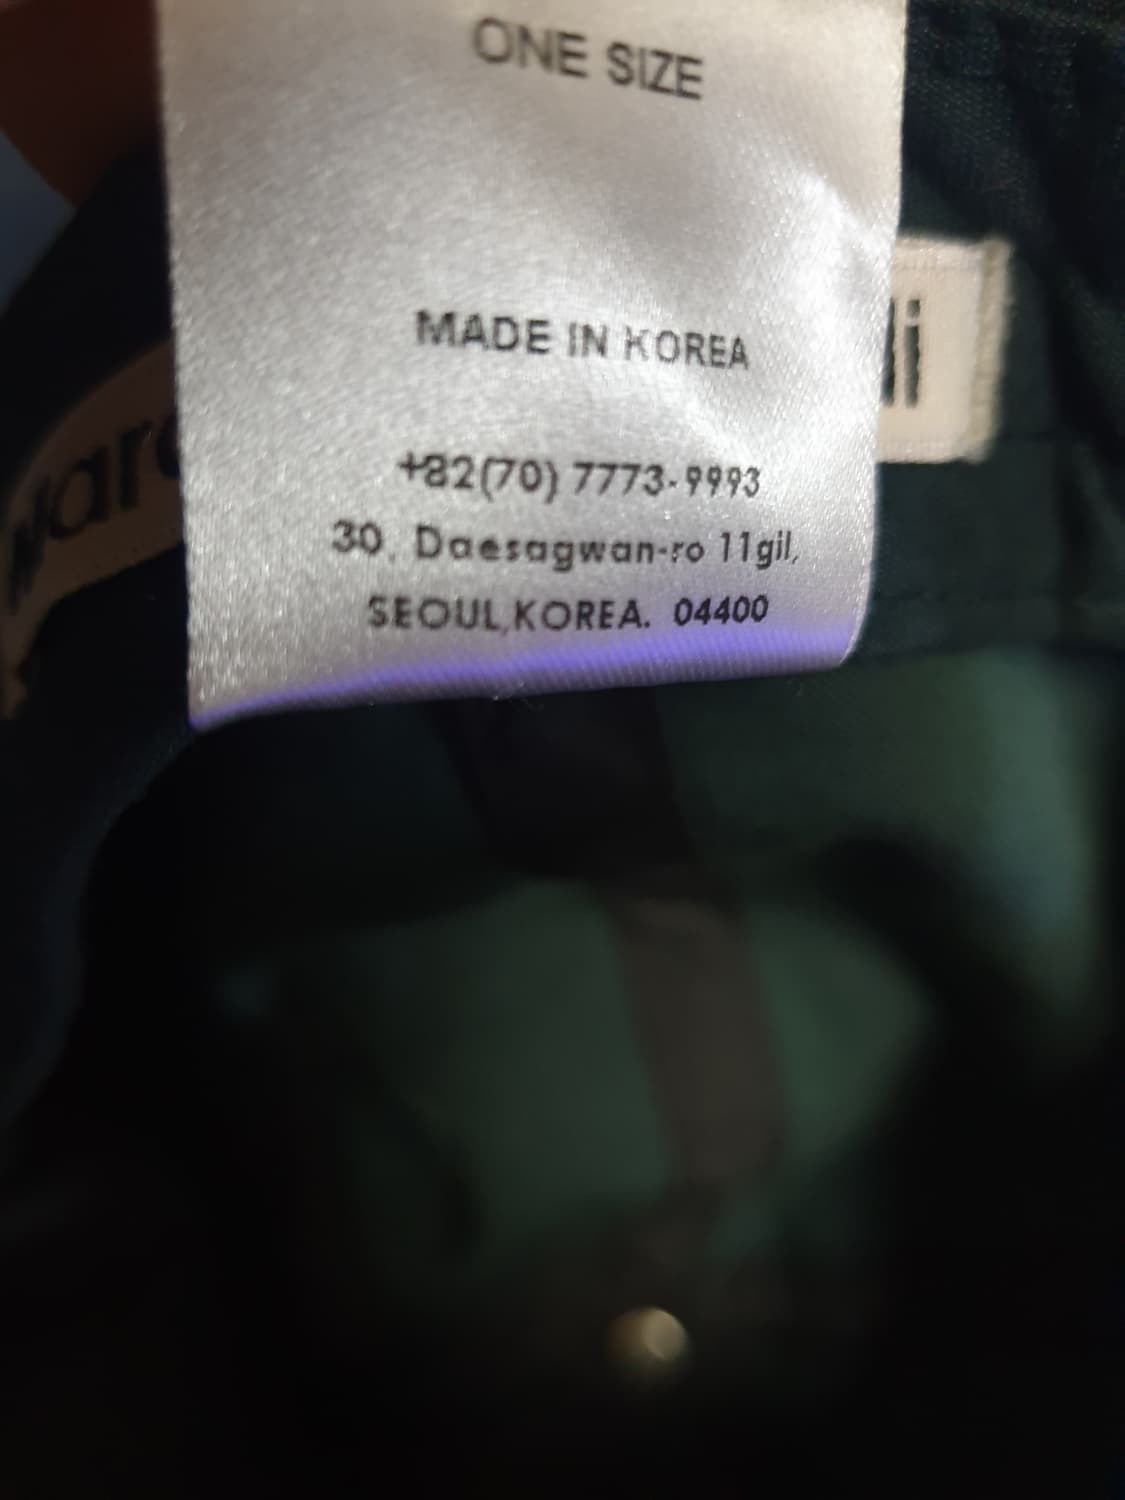 ONE SIZE
MADE IN KOREA
+82(70) 7773-9993
30, Daesagwan-ro 11gil,
SEOUL,KOREA. 04400